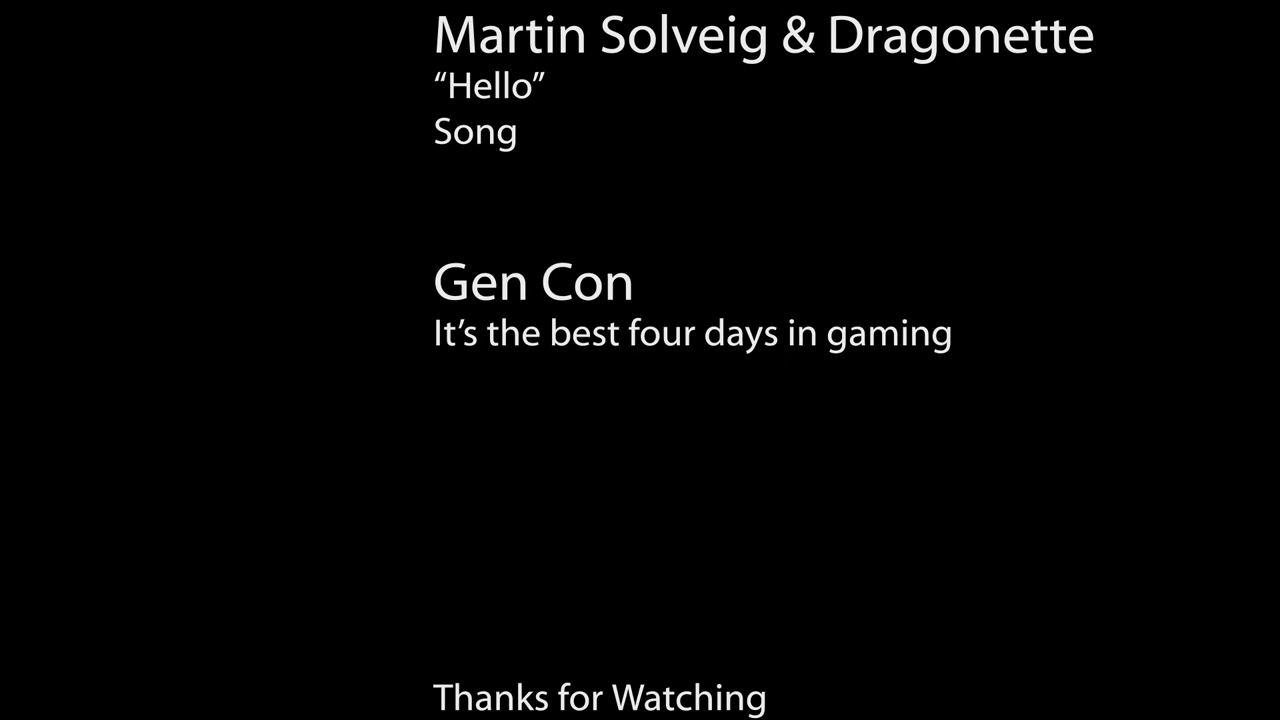 Martin Solveig & Dragonette
“Hello”
Song
Gen Con
It’s the best four days in gaming
Thanks for Watching